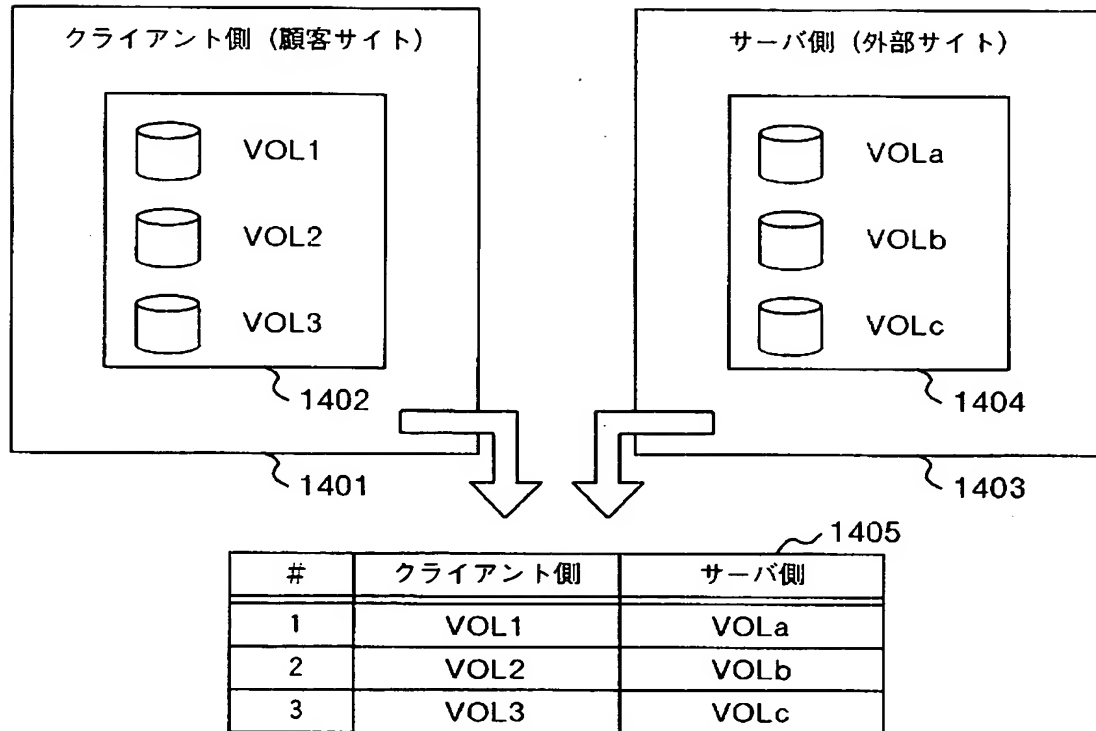 クライアント側（顧客サイト）
VOL1
VOL2
VOL3
1402
1401
サーバ側（外部サイト）
VOLa
VOLb
VOLc
1404
1403
1405
# クライアント側 サーバ側
1 VOL1 VOLa
2 VOL2 VOLb
3 VOL3 VOLc